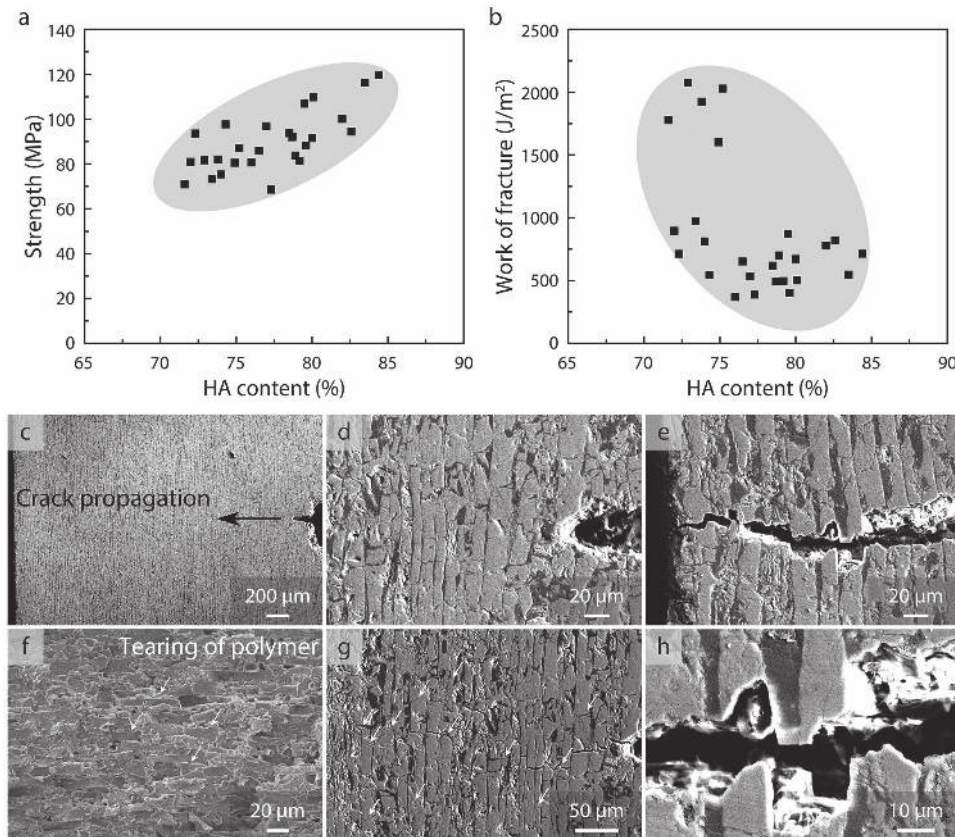 a
b
Strength (MPa)
140
120
100
80
60
40
20
0
65
70
75
80
85
90
HA content (%)
Work of fracture (J/m²)
2500
2000
1500
1000
500
0
65
70
75
80
85
90
HA content (%)
c
Crack propagation
200 µm
d
20 µm
e
20 µm
f
Tearing of polymer
20 µm
g
50 µm
h
10 µm